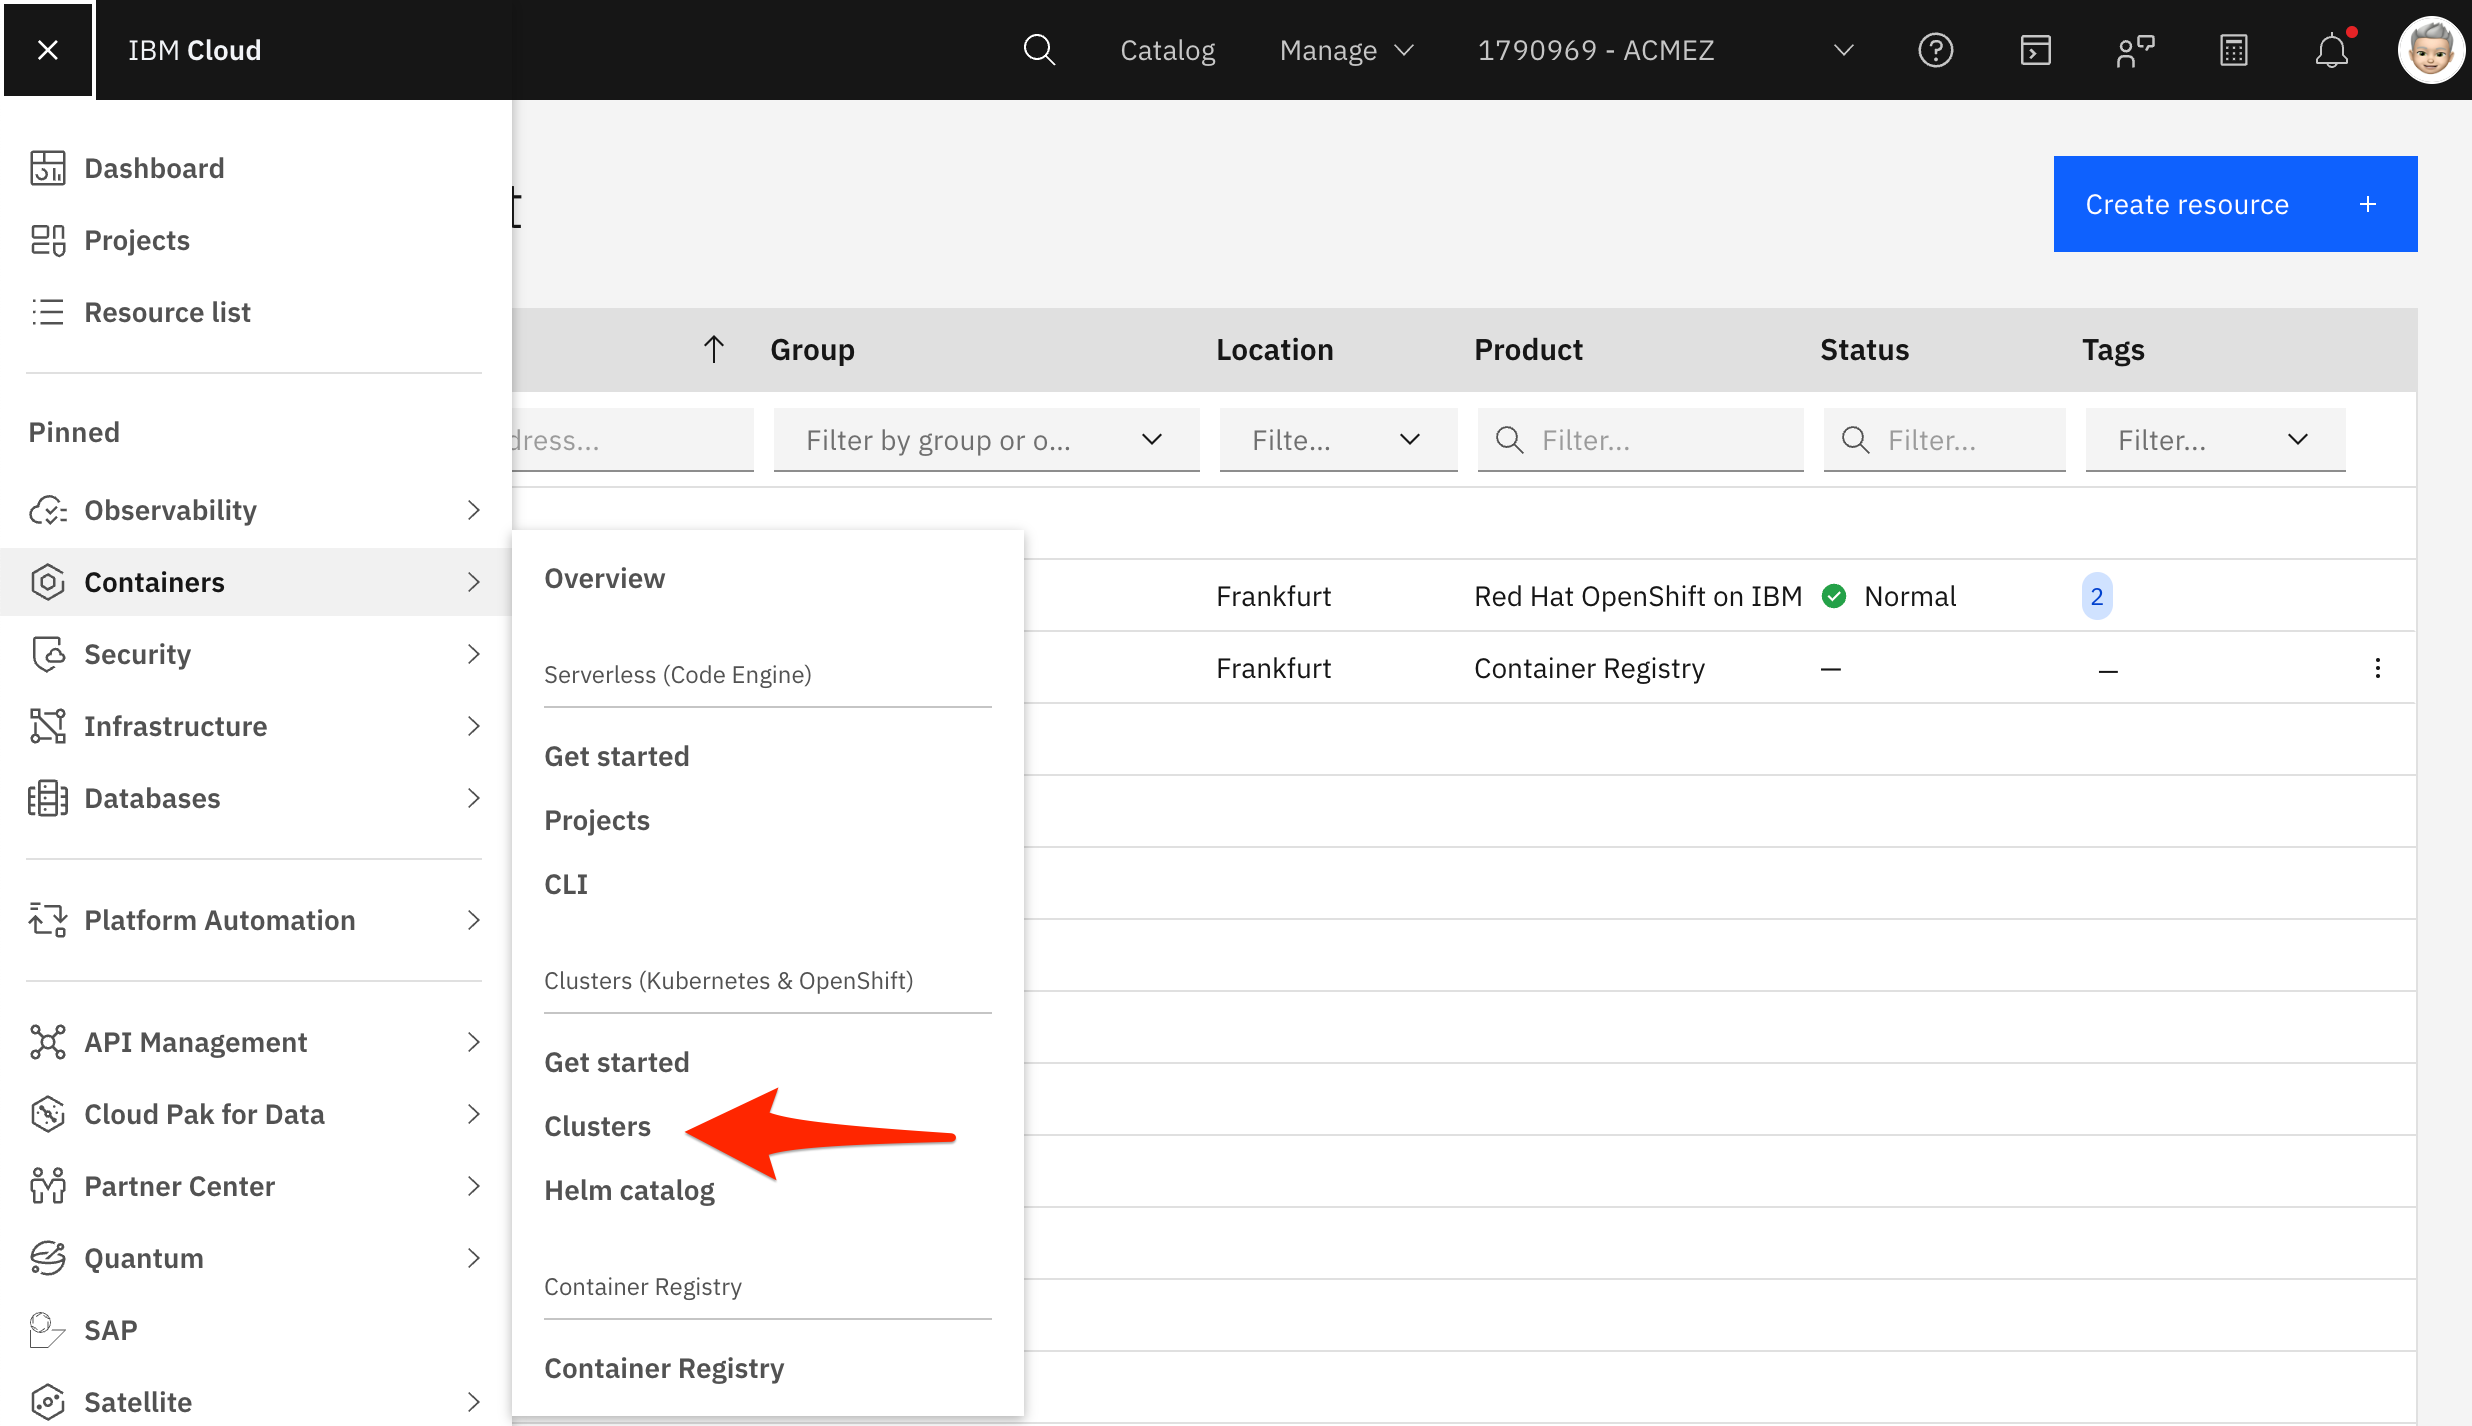 IBM Cloud
Catalog
Manage
1790969 - ACMEZ
Dashboard
Projects
Resource list
Pinned
Observability
Containers
Security
Infrastructure
Databases
Platform Automation
API Management
Cloud Pak for Data
Partner Center
Quantum
SAP
Satellite
Overview
Serverless (Code Engine)
Get started
Projects
CLI
Clusters (Kubernetes & OpenShift)
Get started
Clusters
Helm catalog
Container Registry
Container Registry
t
Create resource +
Group Location Product Status Tags
dress... Filter by group or o... Filte... Filter... Filter... Filter...
Frankfurt Red Hat OpenShift on IBM Normal 2
Frankfurt Container Registry — —